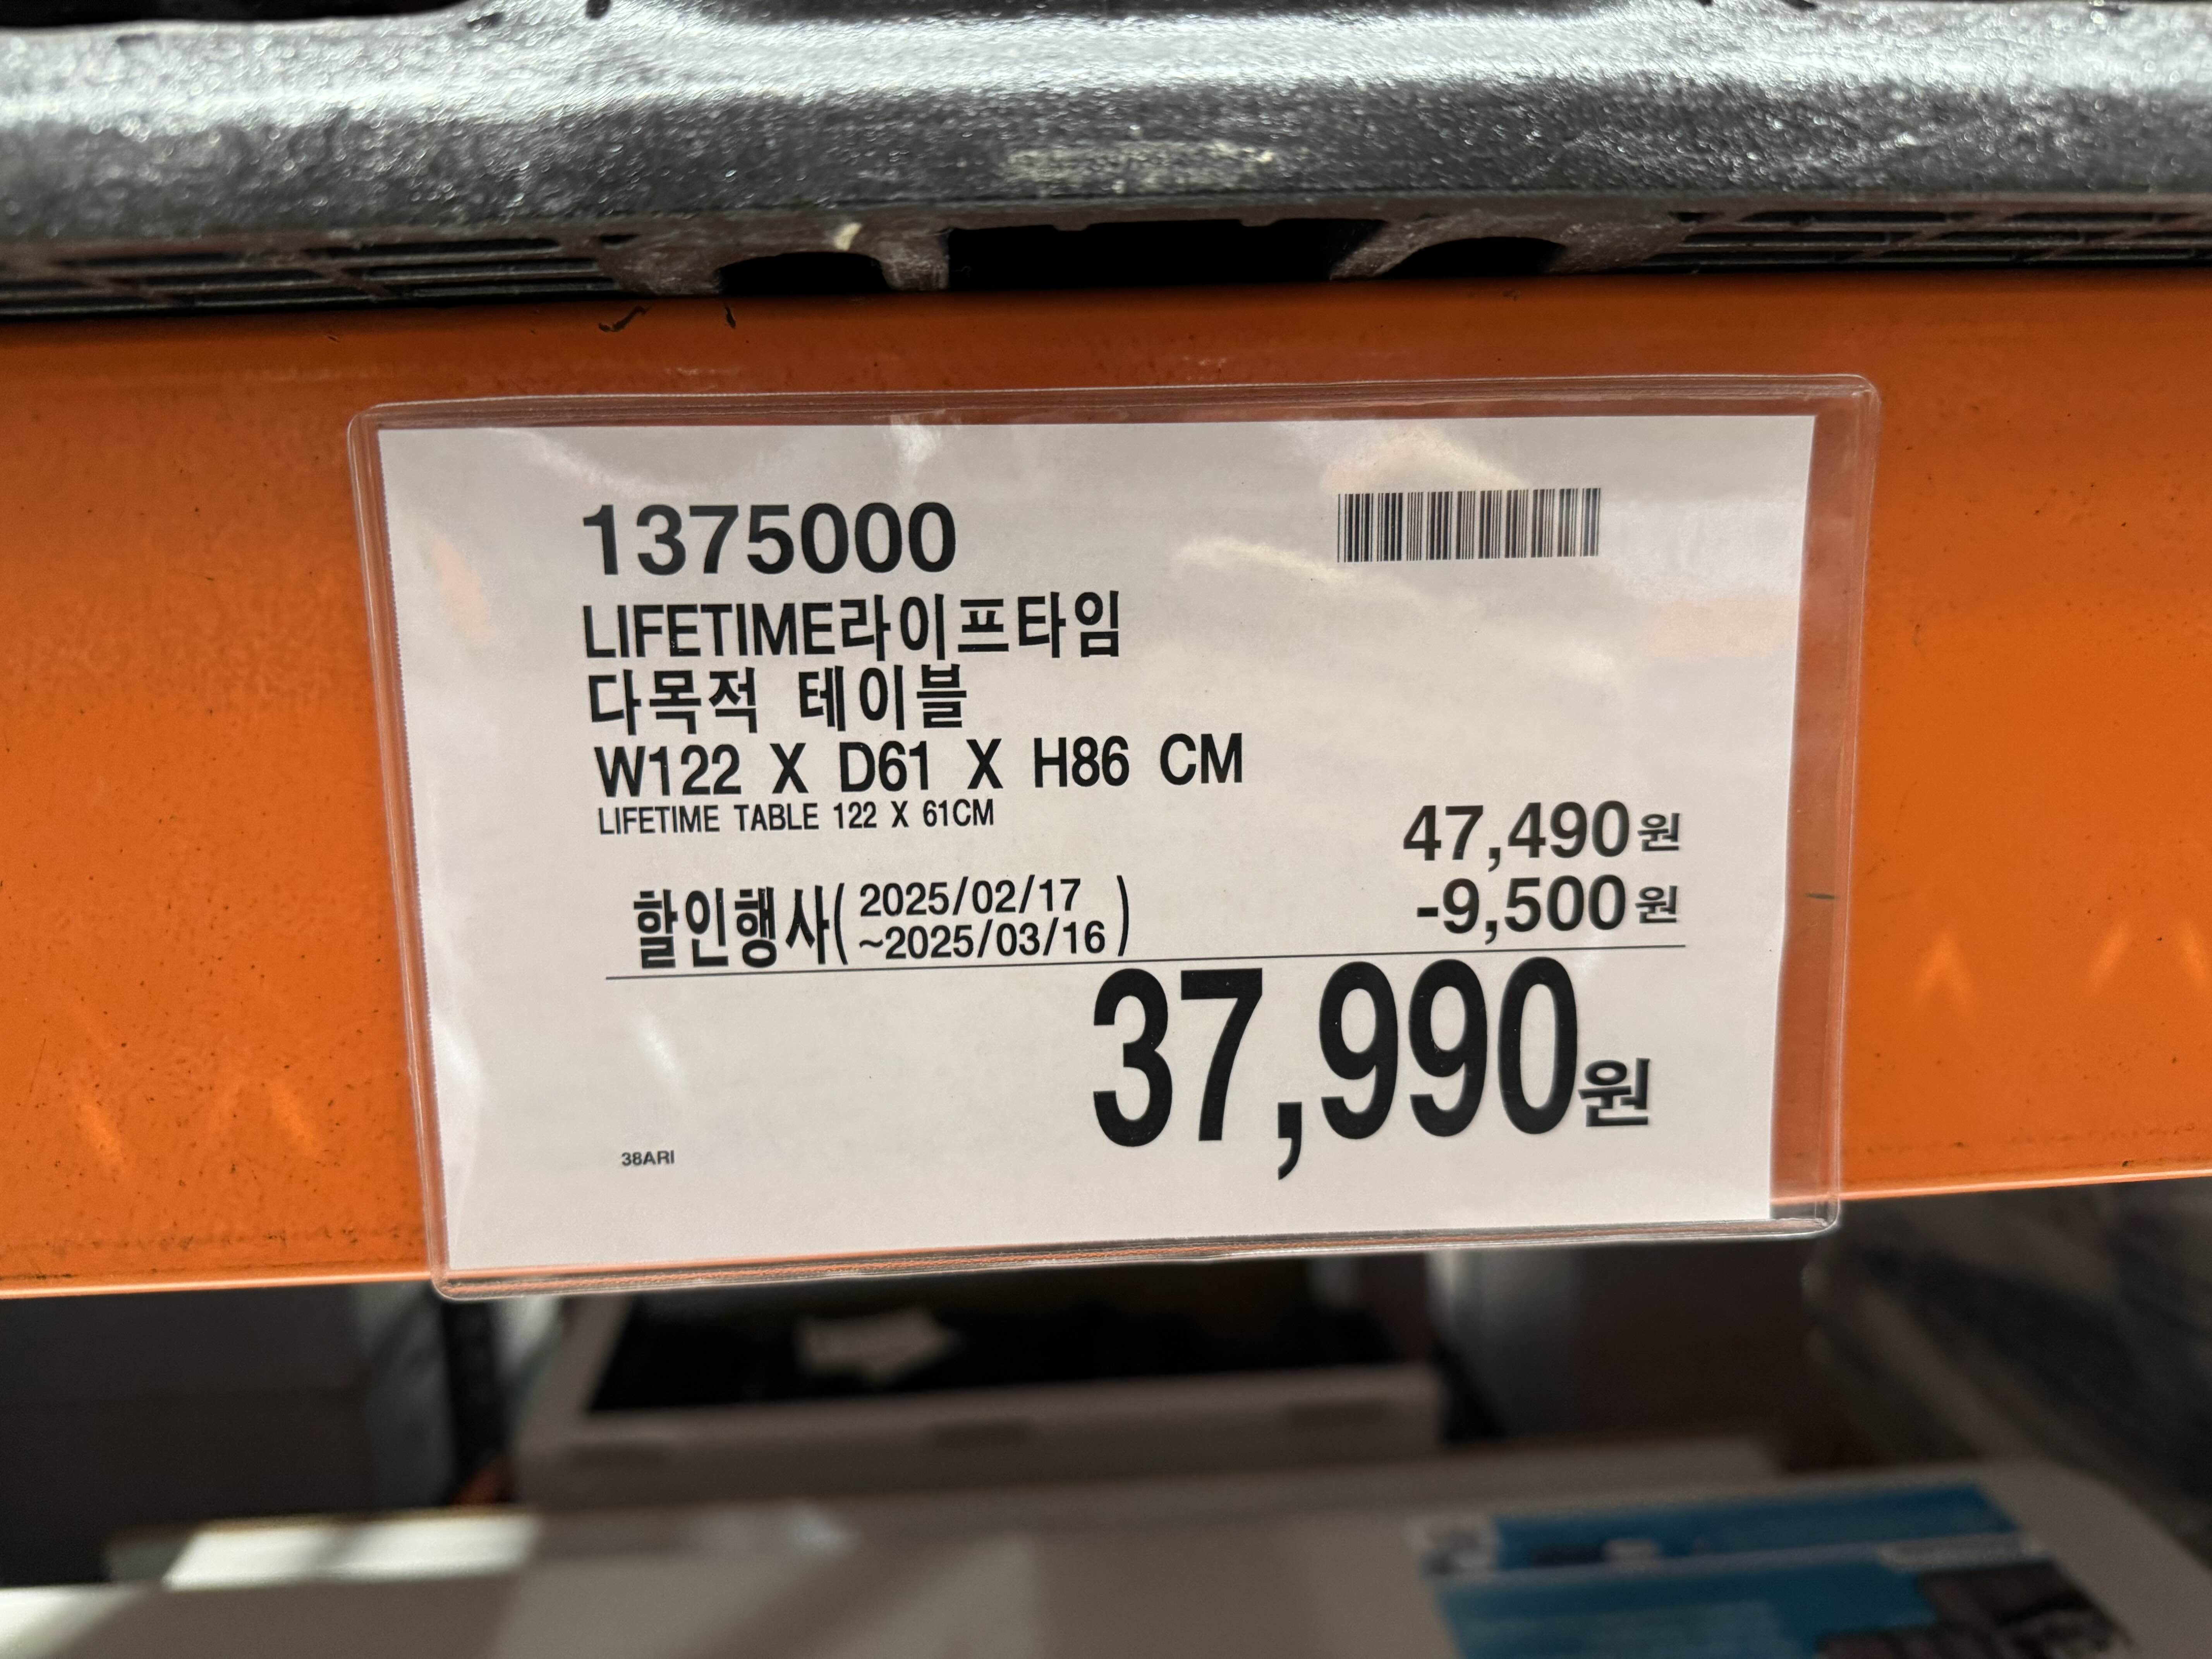 1375000
LIFETIME라이프타임
다목적 테이블
W122 X D61 X H86 CM
LIFETIME TABLE 122 X 61CM
47,490원
할인행사( 2025/02/17
~2025/03/16 )
-9,500원
37,990원
38ARI